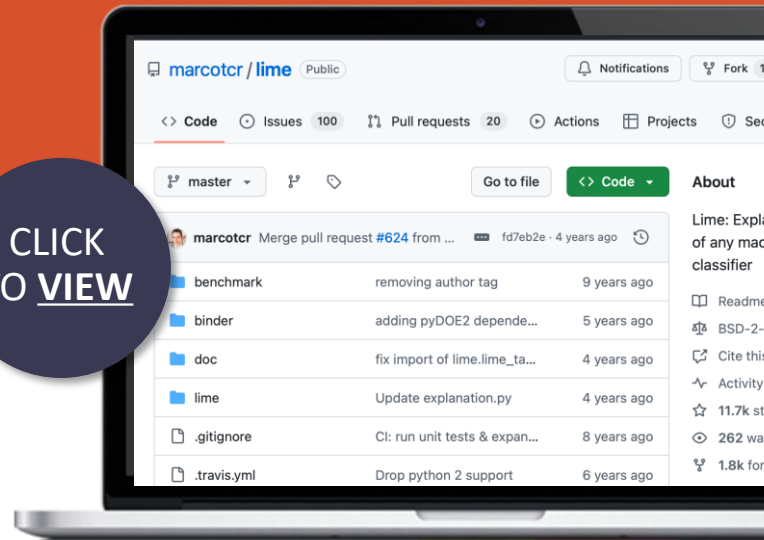 marcotcr / lime Public
Notifications
Fork
<> Code
Issues 100
Pull requests 20
Actions
Projects
master
Go to file
<> Code
About
marcotcr Merge pull request #624 from ... fd7eb2e · 4 years ago
Lime:
of any
classifier
benchmark removing author tag 9 years ago
binder adding pyDOE2 depende... 5 years ago
doc fix import of lime.lime_ta... 4 years ago
lime Update explanation.py 4 years ago
.gitignore CI: run unit tests & expan... 8 years ago
.travis.yml Drop python 2 support 6 years ago
Readme
BSD-2-
Cite this
Activity
11.7k
262
1.8k
CLICK
VIEW